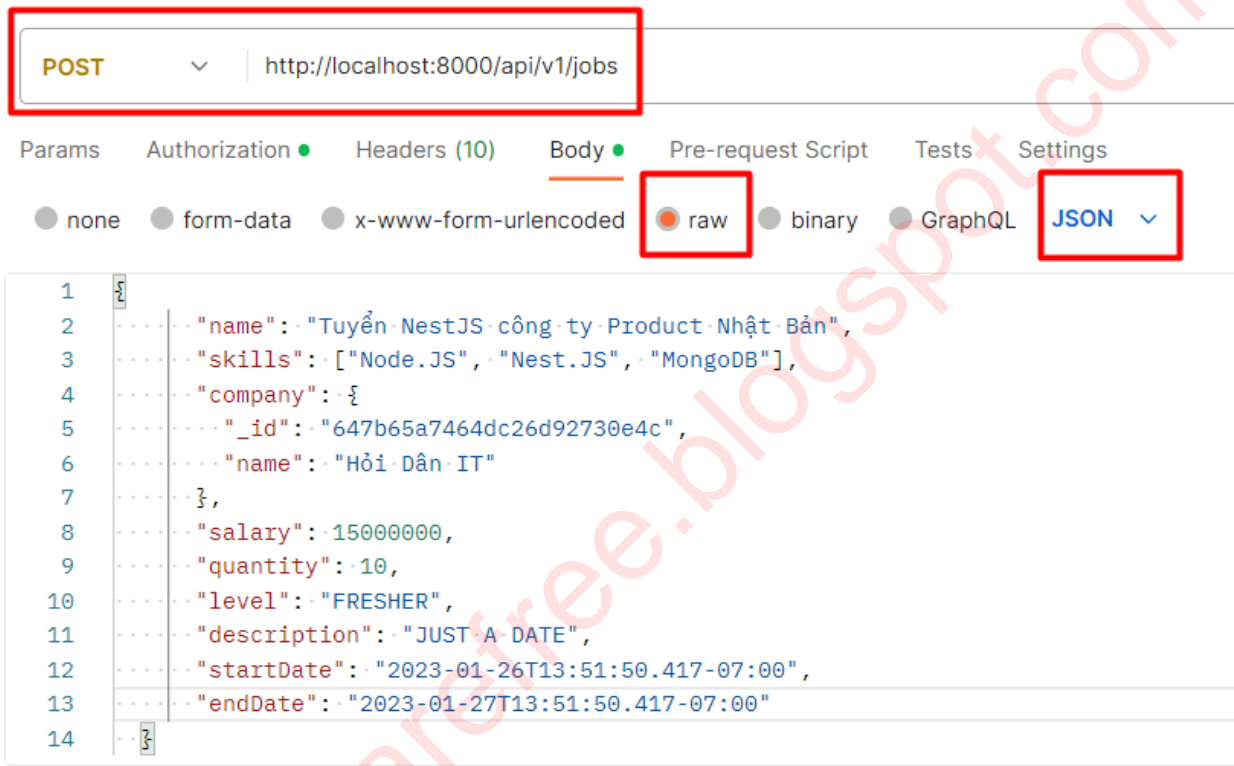 POST http://localhost:8000/api/v1/jobs
Params Authorization Headers (10) Body Pre-request Script Tests Settings
none form-data x-www-form-urlencoded raw binary GraphQL JSON
1 {
2 "name": "Tuyển NestJS công ty Product Nhật Bản",
3 "skills": ["Node.JS", "Nest.JS", "MongoDB"],
4 "company": {
5 "_id": "647b65a7464dc26d92730e4c",
6 "name": "Hỏi Dân IT"
7 },
8 "salary": 15000000,
9 "quantity": 10,
10 "level": "FRESHER",
11 "description": "JUST A DATE",
12 "startDate": "2023-01-26T13:51:50.417-07:00",
13 "endDate": "2023-01-27T13:51:50.417-07:00"
14 }
arefree.blogspot.com